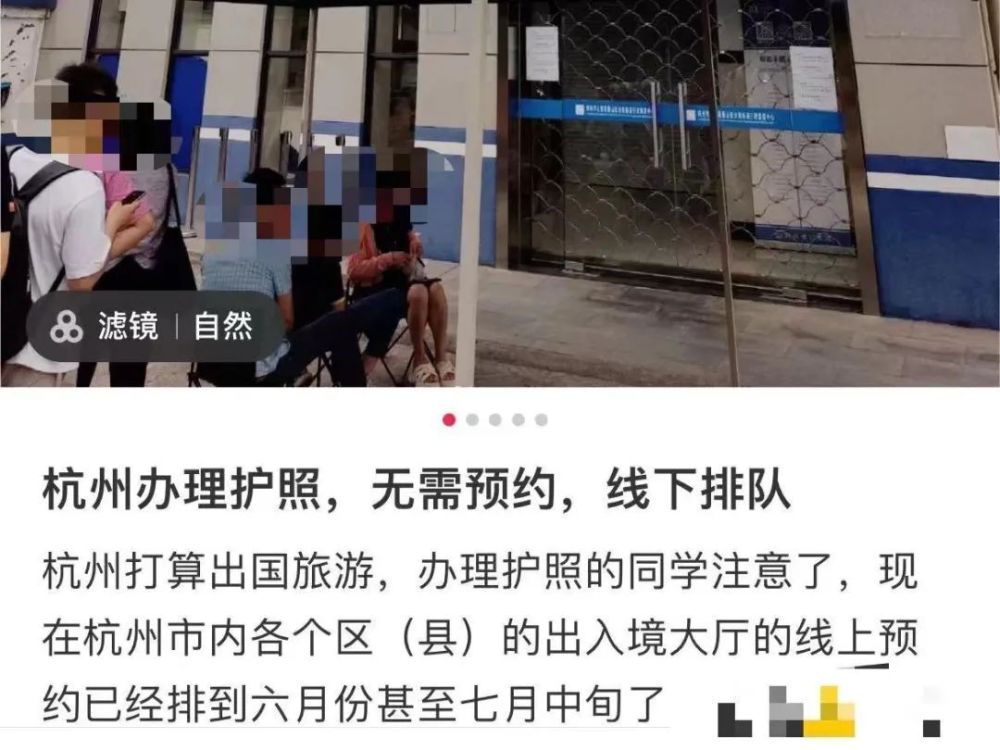 滤镜 | 自然
杭州办理护照，无需预约，线下排队
杭州打算出国旅游，办理护照的同学注意了，现
在杭州市内各个区（县）的出入境大厅的线上预
约已经排到六月份甚至七月中旬了